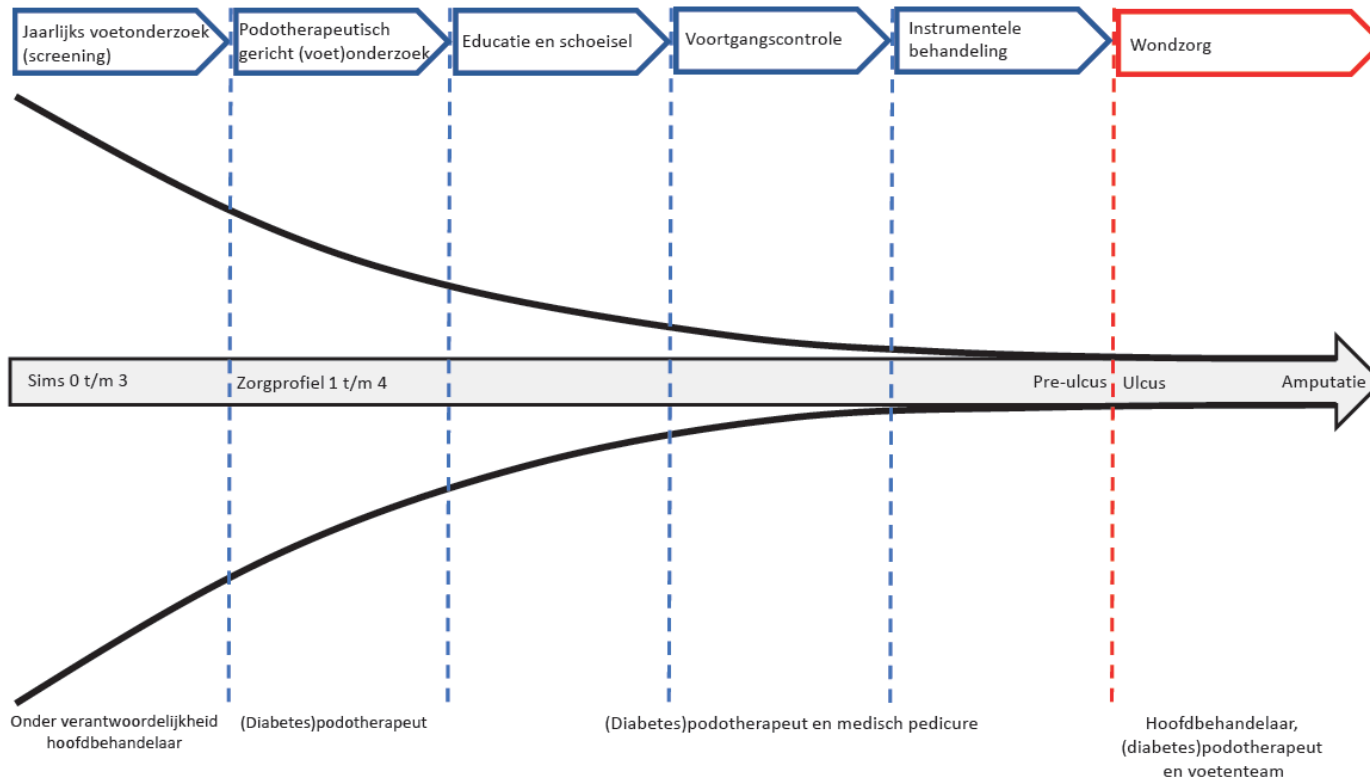 Jaarlijks voetonderzoek
(screening)
Podotherapeutisch
gericht (voet)onderzoek
Educatie en schoeisel
Voortgangscontrole
Instrumentele
behandeling
Wondzorg
Sims 0 t/m 3
Zorgprofiel 1 t/m 4
Pre-ulcus
Ulcus
Amputatie
Onder verantwoordelijkheid
hoofdbehandelaar
(Diabetes)podotherapeut
(Diabetes)podotherapeut en medisch pedicure
Hoofdbehandelaar,
(diabetes)podotherapeut
en voetenteam